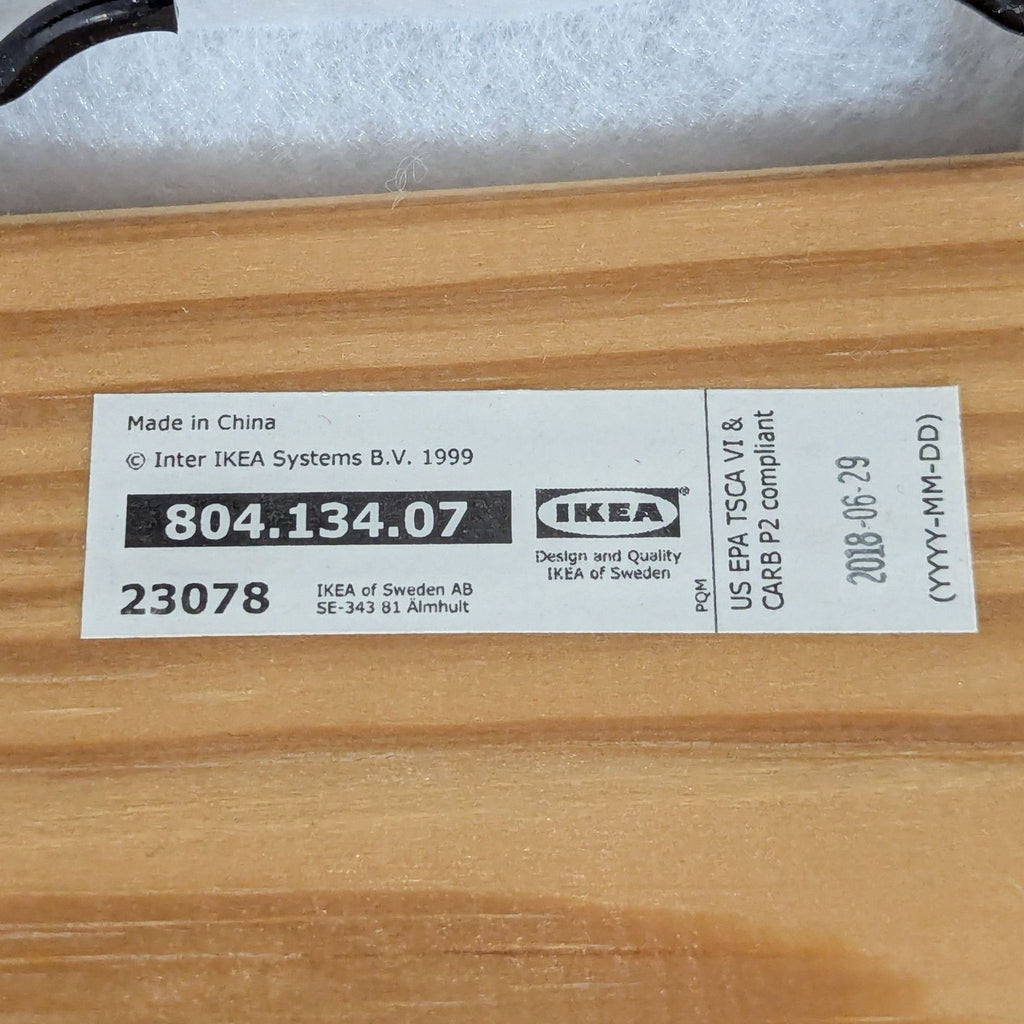 Made in China
© Inter IKEA Systems B.V. 1999
804.134.07
23078
IKEA of Sweden AB
SE-343 81 Älmhult
IKEA®
Design and Quality
IKEA of Sweden
PQM
US EPA TSCA VI &
CARB P2 compliant
2018-06-29
(YYYY-MM-DD)